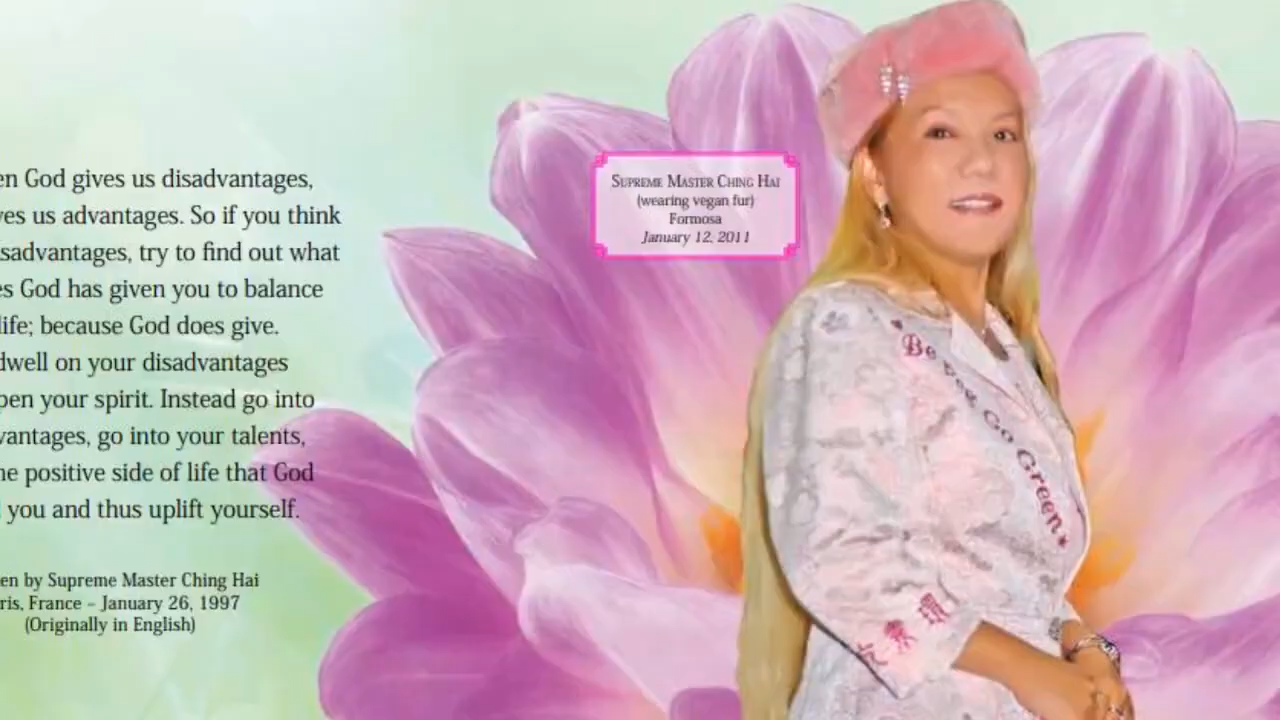 en God gives us disadvantages,
ves us advantages. So if you think
sadvantages, try to find out what
es God has given you to balance
life; because God does give.
dwell on your disadvantages
pen your spirit. Instead go into
vantages, go into your talents,
ne positive side of life that God
you and thus uplift yourself.
en by Supreme Master Ching Hai
ris, France – January 26, 1997
(Originally in English)
SUPREME MASTER CHING HAI
(wearing vegan fur)
Formosa
January 12, 2011
Be Veg Go Green